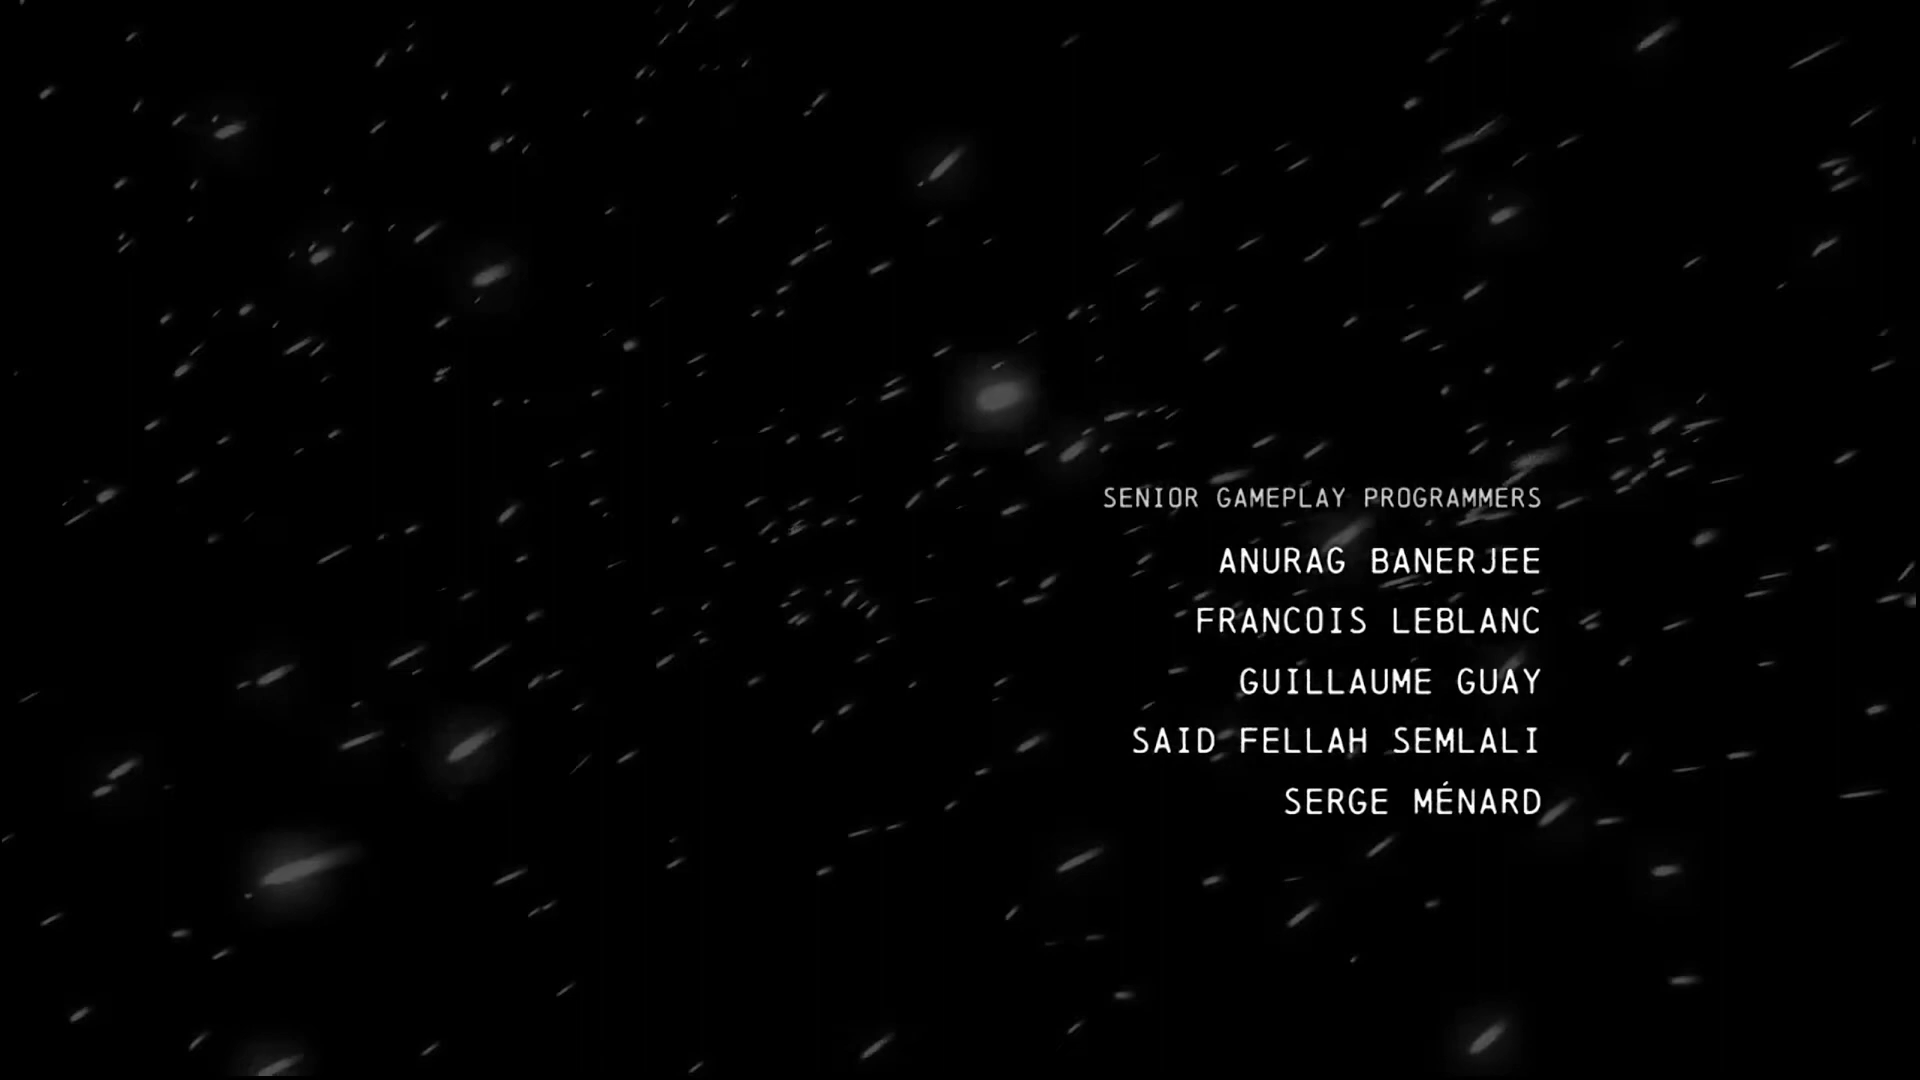 SENIOR GAMEPLAY PROGRAMMERS
ANURAG BANERJEE
FRANCOIS LEBLANC
GUILLAUME GUAY
SAID FELLAH SEMLALI
SERGE MÉNARD